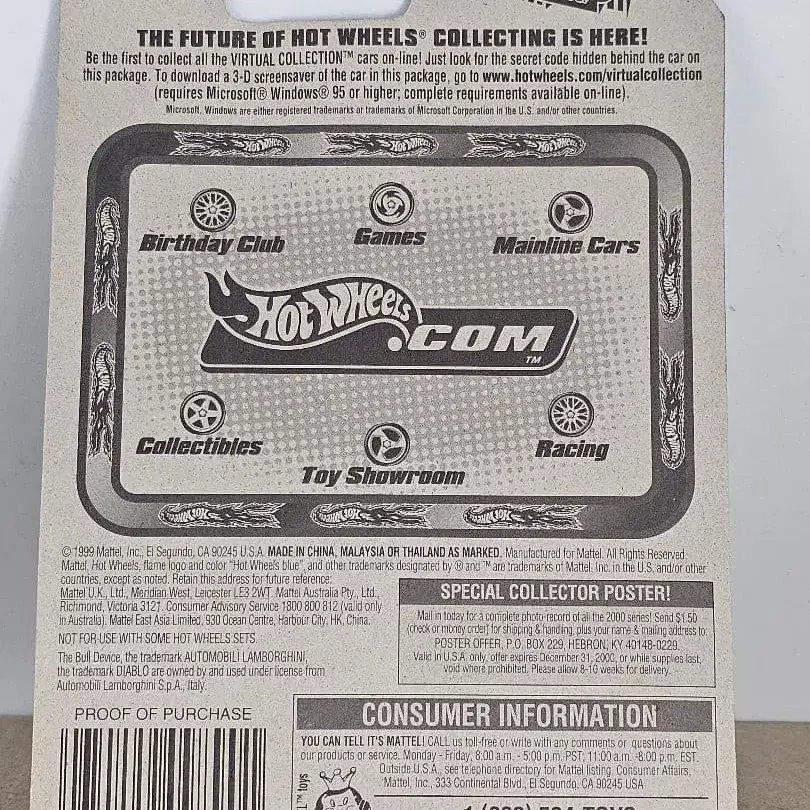 THE FUTURE OF HOT WHEELS® COLLECTING IS HERE!
Be the first to collect all the VIRTUAL COLLECTION™ cars on-line! Just look for the secret code hidden behind the car on
this package. To download a 3-D screensaver of the car in this package, go to www.hotwheels.com/virtualcollection
(requires Microsoft® Windows® 95 or higher; complete requirements available on-line).
Microsoft, Windows are either registered trademarks or trademarks of Microsoft Corporation in the U.S. and/or other countries.
HOT WHEELS HOT WHEELS HOT WHEELS
Birthday Club
Games
Mainline Cars
HOT WHEELS
.COM
TM
Collectibles
Toy Showroom
Racing
HOT WHEELS HOT WHEELS HOT WHEELS
© 1999 Mattel, Inc., El Segundo, CA 90245 U.S.A. MADE IN CHINA, MALAYSIA OR THAILAND AS MARKED. Manufactured for Mattel. All Rights Reserved.
Mattel, Hot Wheels, flame logo and color "Hot Wheels blue", and other trademarks designated by ® and ™ are trademarks of Mattel, Inc. in the U.S. and/or other
countries, except as noted. Retain this address for future reference:
Mattel U.K., Ltd., Meridian West, Leicester LE3 2WT. Mattel Australia Pty., Ltd.,
Richmond, Victoria 3121. Consumer Advisory Service 1800 800 812 (valid only
in Australia). Mattel East Asia Limited, 930 Ocean Centre, Harbour City, HK, China.
NOT FOR USE WITH SOME HOT WHEELS SETS.
The Bull Device, the trademark AUTOMOBILI LAMBORGHINI,
the trademark DIABLO are owned by and used under license from
Automobili Lamborghini S.p.A., Italy.
SPECIAL COLLECTOR POSTER!
Mail in today for a complete photo-record of all the 2000 series! Send $1.50
(check or money order) for shipping & handling, plus your name & mailing address to:
POSTER OFFER, P.O. BOX 229, HEBRON, KY 40148-0229.
Valid in U.S.A. only, offer expires December 31, 2000, or while supplies last,
void where prohibited. Please allow 8-10 weeks for delivery.
PROOF OF PURCHASE
CONSUMER INFORMATION
YOU CAN TELL IT'S MATTEL! CALL us toll-free or write with any comments or questions about
our products or service. Monday - Friday, 8:00 a.m. - 5:00 p.m. PST; 11:00 a.m. -8:00 p.m. EST.
Outside U.S.A., see telephone directory for Mattel listing. Consumer Affairs,
Mattel, Inc., 333 Continental Blvd., El Segundo, CA 90245 USA
toys